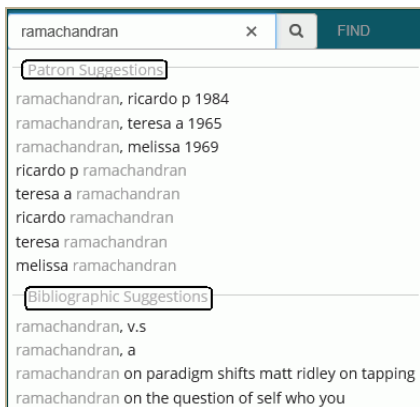 ramachandran × FIND
Patron Suggestions
ramachandran, ricardo p 1984
ramachandran, teresa a 1965
ramachandran, melissa 1969
ricardo p ramachandran
teresa a ramachandran
ricardo ramachandran
teresa ramachandran
melissa ramachandran
Bibliographic Suggestions
ramachandran, v.s
ramachandran, a
ramachandran on paradigm shifts matt ridley on tapping
ramachandran on the question of self who you